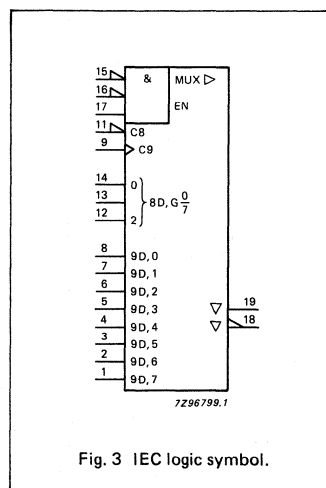 15 & MUX ▷
16
17 EN
11 C8
9 C9
14 0
13 8D, G 0/7
12 2
8 9D, 0
7 9D, 1
6 9D, 2
5 9D, 3 ▽ 19
4 9D, 4 ▽ 18
3 9D, 5
2 9D, 6
1 9D, 7
7Z96799.1
Fig. 3 IEC logic symbol.